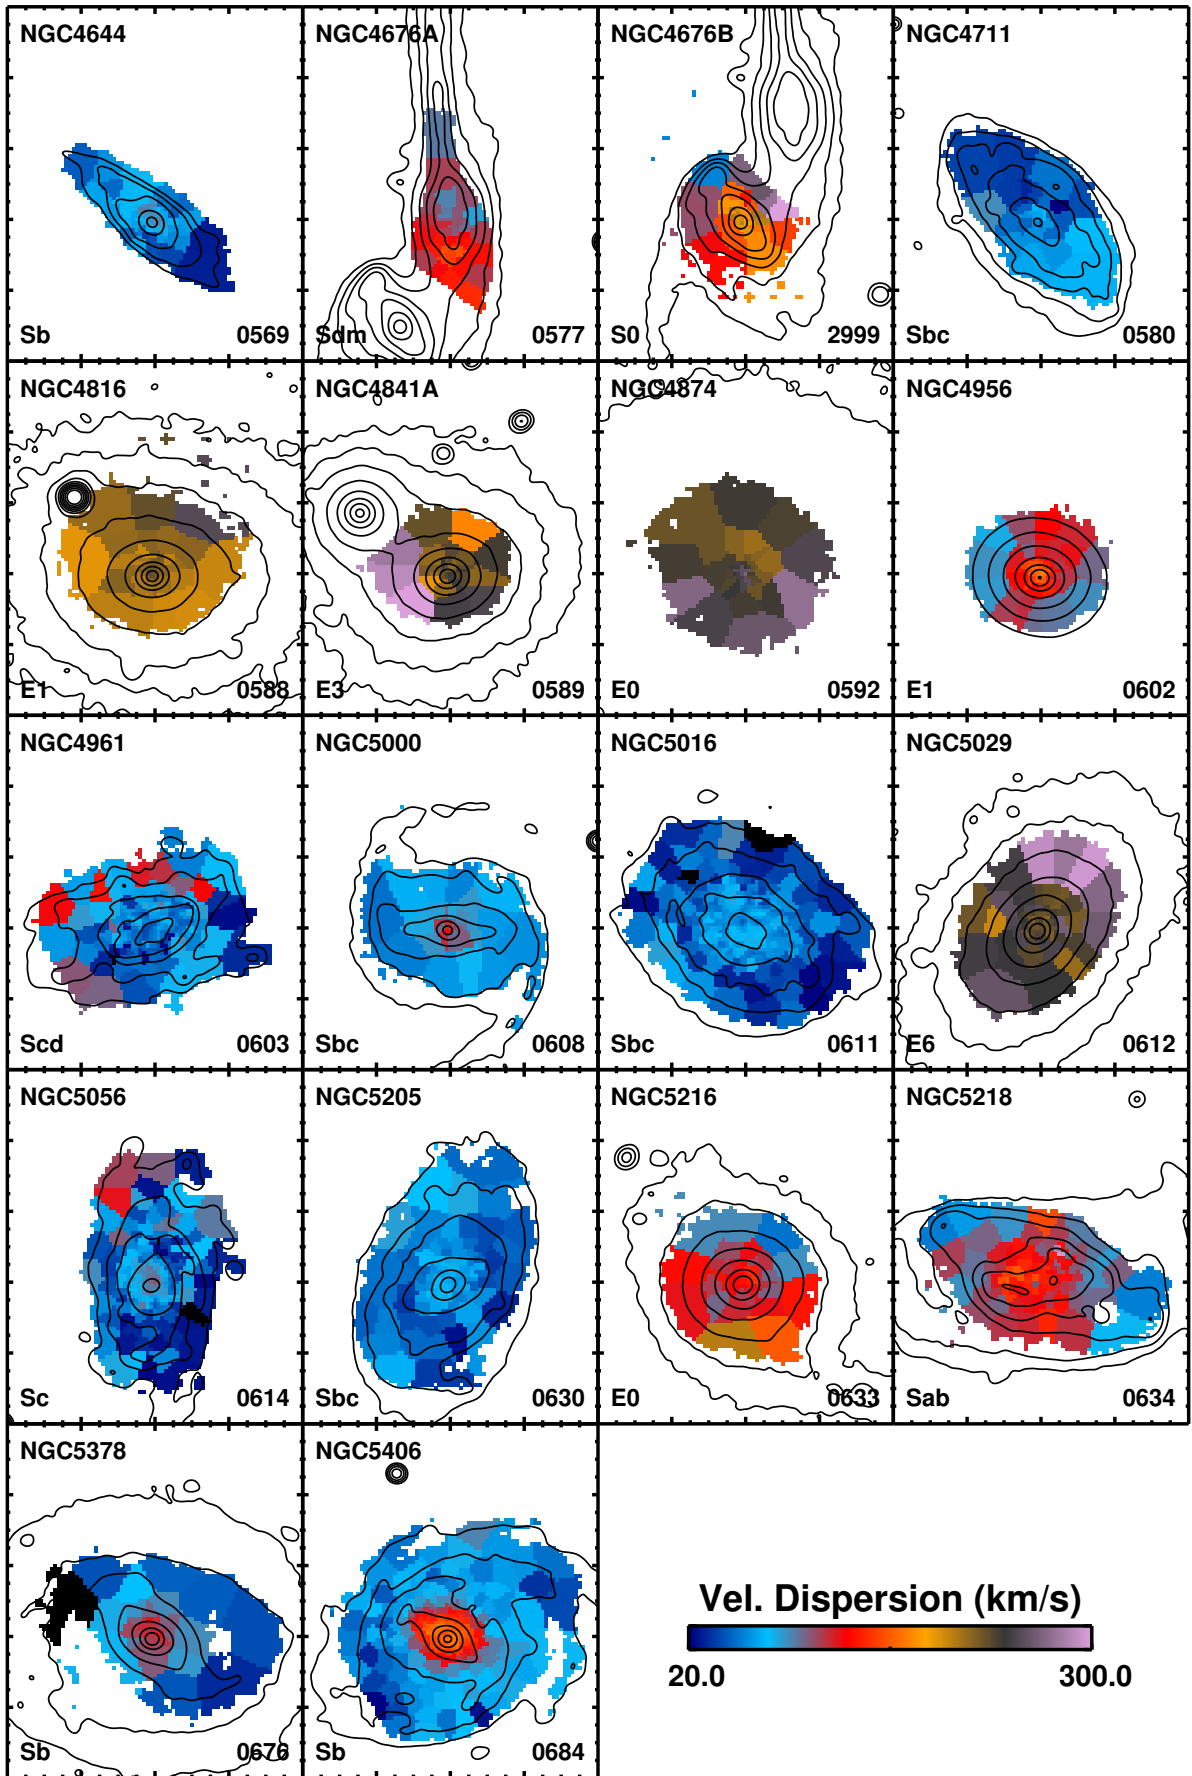 NGC4644
Sb 0569
NGC4676A
Sdm 0577
NGC4676B
S0 2999
NGC4711
Sbc 0580
NGC4816
E1 0588
NGC4841A
E3 0589
NGC4874
E0 0592
NGC4956
E1 0602
NGC4961
Scd 0603
NGC5000
Sbc 0608
NGC5016
Sbc 0611
NGC5029
E6 0612
NGC5056
Sc 0614
NGC5205
Sbc 0630
NGC5216
E0 0633
NGC5218
Sab 0634
NGC5378
Sb 0676
NGC5406
Sb 0684
Vel. Dispersion (km/s)
20.0 300.0